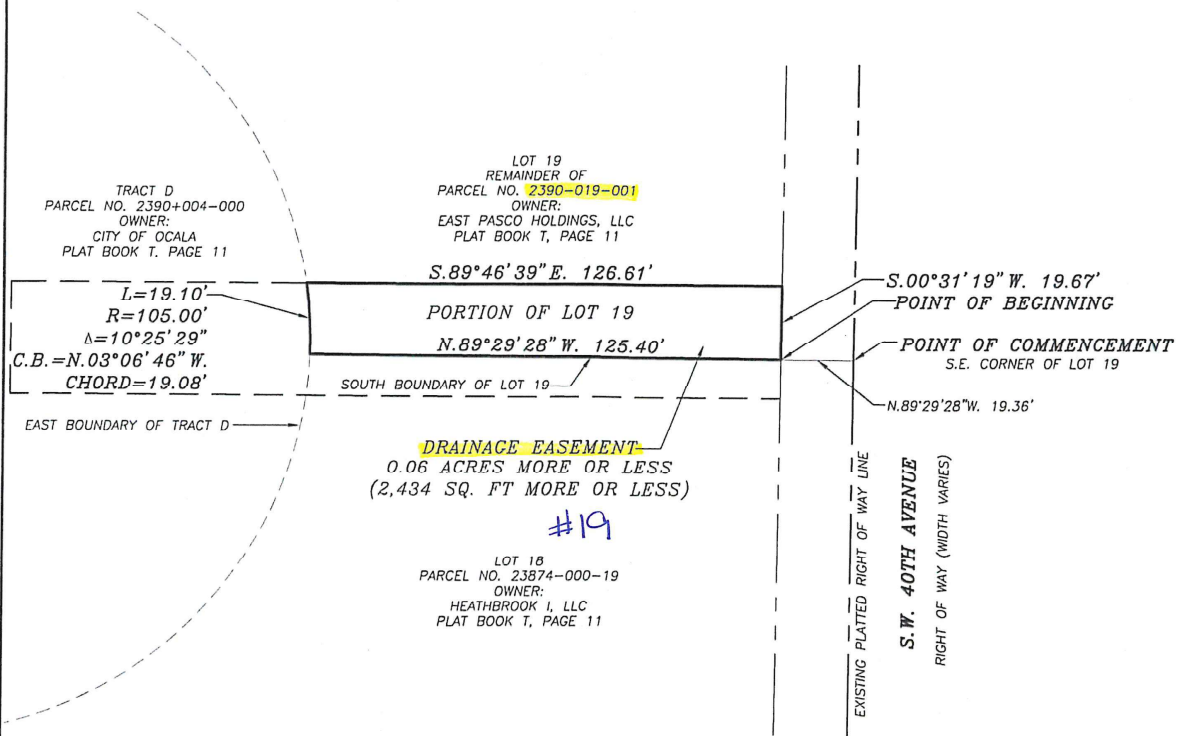 LOT 19
REMAINDER OF
PARCEL NO. 2390-019-001
OWNER:
EAST PASCO HOLDINGS, LLC
PLAT BOOK T, PAGE 11
TRACT D
PARCEL NO. 2390+004-000
OWNER:
CITY OF OCALA
PLAT BOOK T. PAGE 11
S.89°46'39"E. 126.61'
S.00°31'19"W. 19.67'
POINT OF BEGINNING
L=19.10'
R=105.00'
Δ=10°25'29"
C.B.=N.03°06'46"W.
CHORD=19.08'
PORTION OF LOT 19
N.89°29'28"W. 125.40'
POINT OF COMMENCEMENT
S.E. CORNER OF LOT 19
SOUTH BOUNDARY OF LOT 19
N.89°29'28"W. 19.36'
EAST BOUNDARY OF TRACT D
DRAINAGE EASEMENT
0.06 ACRES MORE OR LESS
(2,434 SQ. FT MORE OR LESS)
#19
LOT 18
PARCEL NO. 23874-000-19
OWNER:
HEATHBROOK I, LLC
PLAT BOOK T, PAGE 11
EXISTING PLATTED RIGHT OF WAY LINE
S.W. 40TH AVENUE
RIGHT OF WAY (WIDTH VARIES)